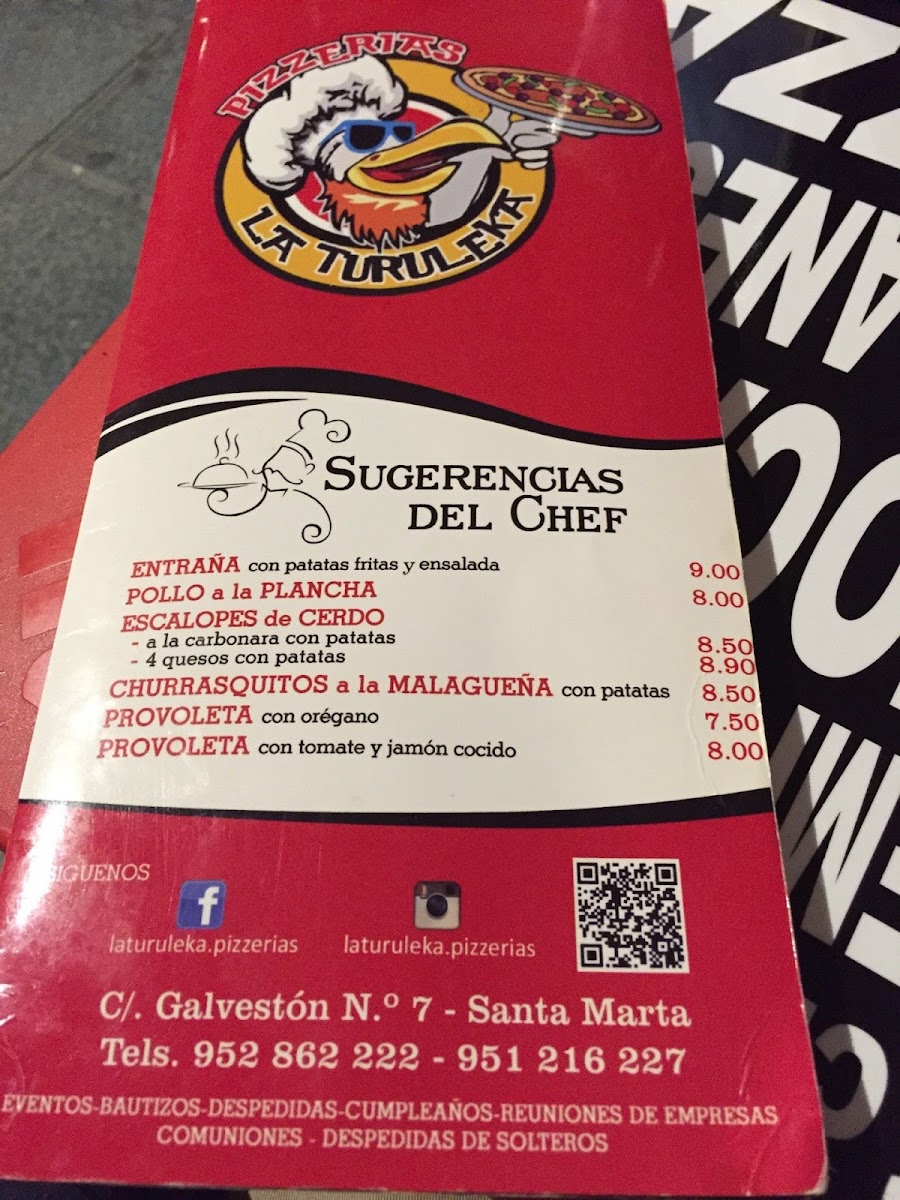 PIZZERIAS
LA TURULEKA
SUGERENCIAS
DEL CHEF
ENTRAÑA con patatas fritas y ensalada 9.00
POLLO a la PLANCHA 8.00
ESCALOPES de CERDO
- a la carbonara con patatas 8.50
- 4 quesos con patatas 8.90
CHURRASQUITOS a la MALAGUEÑA con patatas 8.50
PROVOLETA con orégano 7.50
PROVOLETA con tomate y jamón cocido 8.00
SIGUENOS
laturuleka.pizzerias laturuleka.pizzerias
C/. Galvestón N.º 7 - Santa Marta
Tels. 952 862 222 - 951 216 227
EVENTOS-BAUTIZOS-DESPEDIDAS-CUMPLEAÑOS-REUNIONES DE EMPRESAS
COMUNIONES - DESPEDIDAS DE SOLTEROS